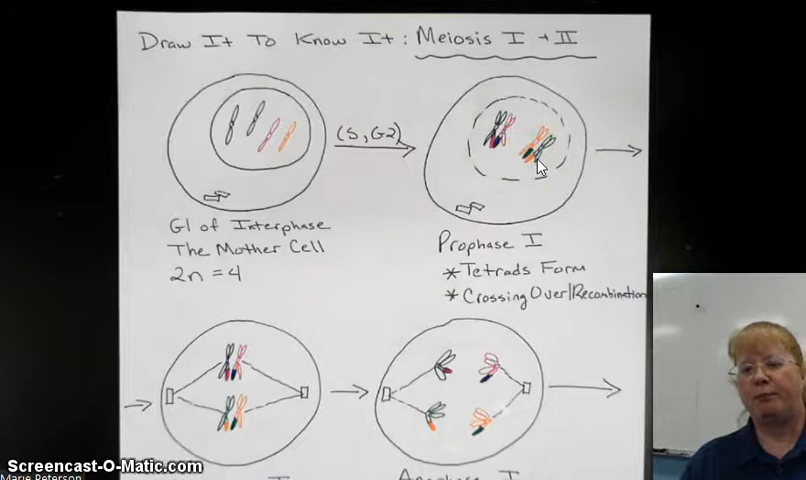 Draw It To Know It: Meiosis I + II
(S, G2)
G1 of Interphase
The Mother Cell
2n = 4
Prophase I
* Tetrads Form
* Crossing Over/Recombination
I
Anaphase I
Screencast-O-Matic.com
Marie Peterson